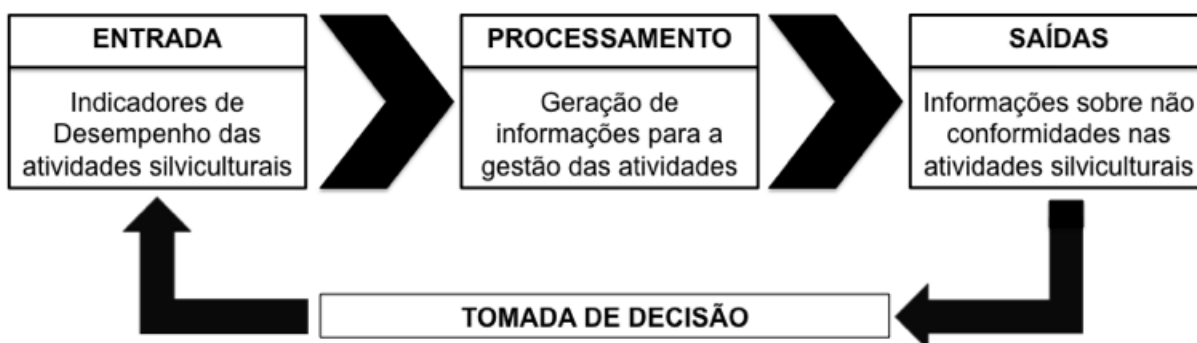 ENTRADA
Indicadores de
Desempenho das
atividades silviculturais
PROCESSAMENTO
Geração de
informações para a
gestão das atividades
SAÍDAS
Informações sobre não
conformidades nas
atividades silviculturais
TOMADA DE DECISÃO